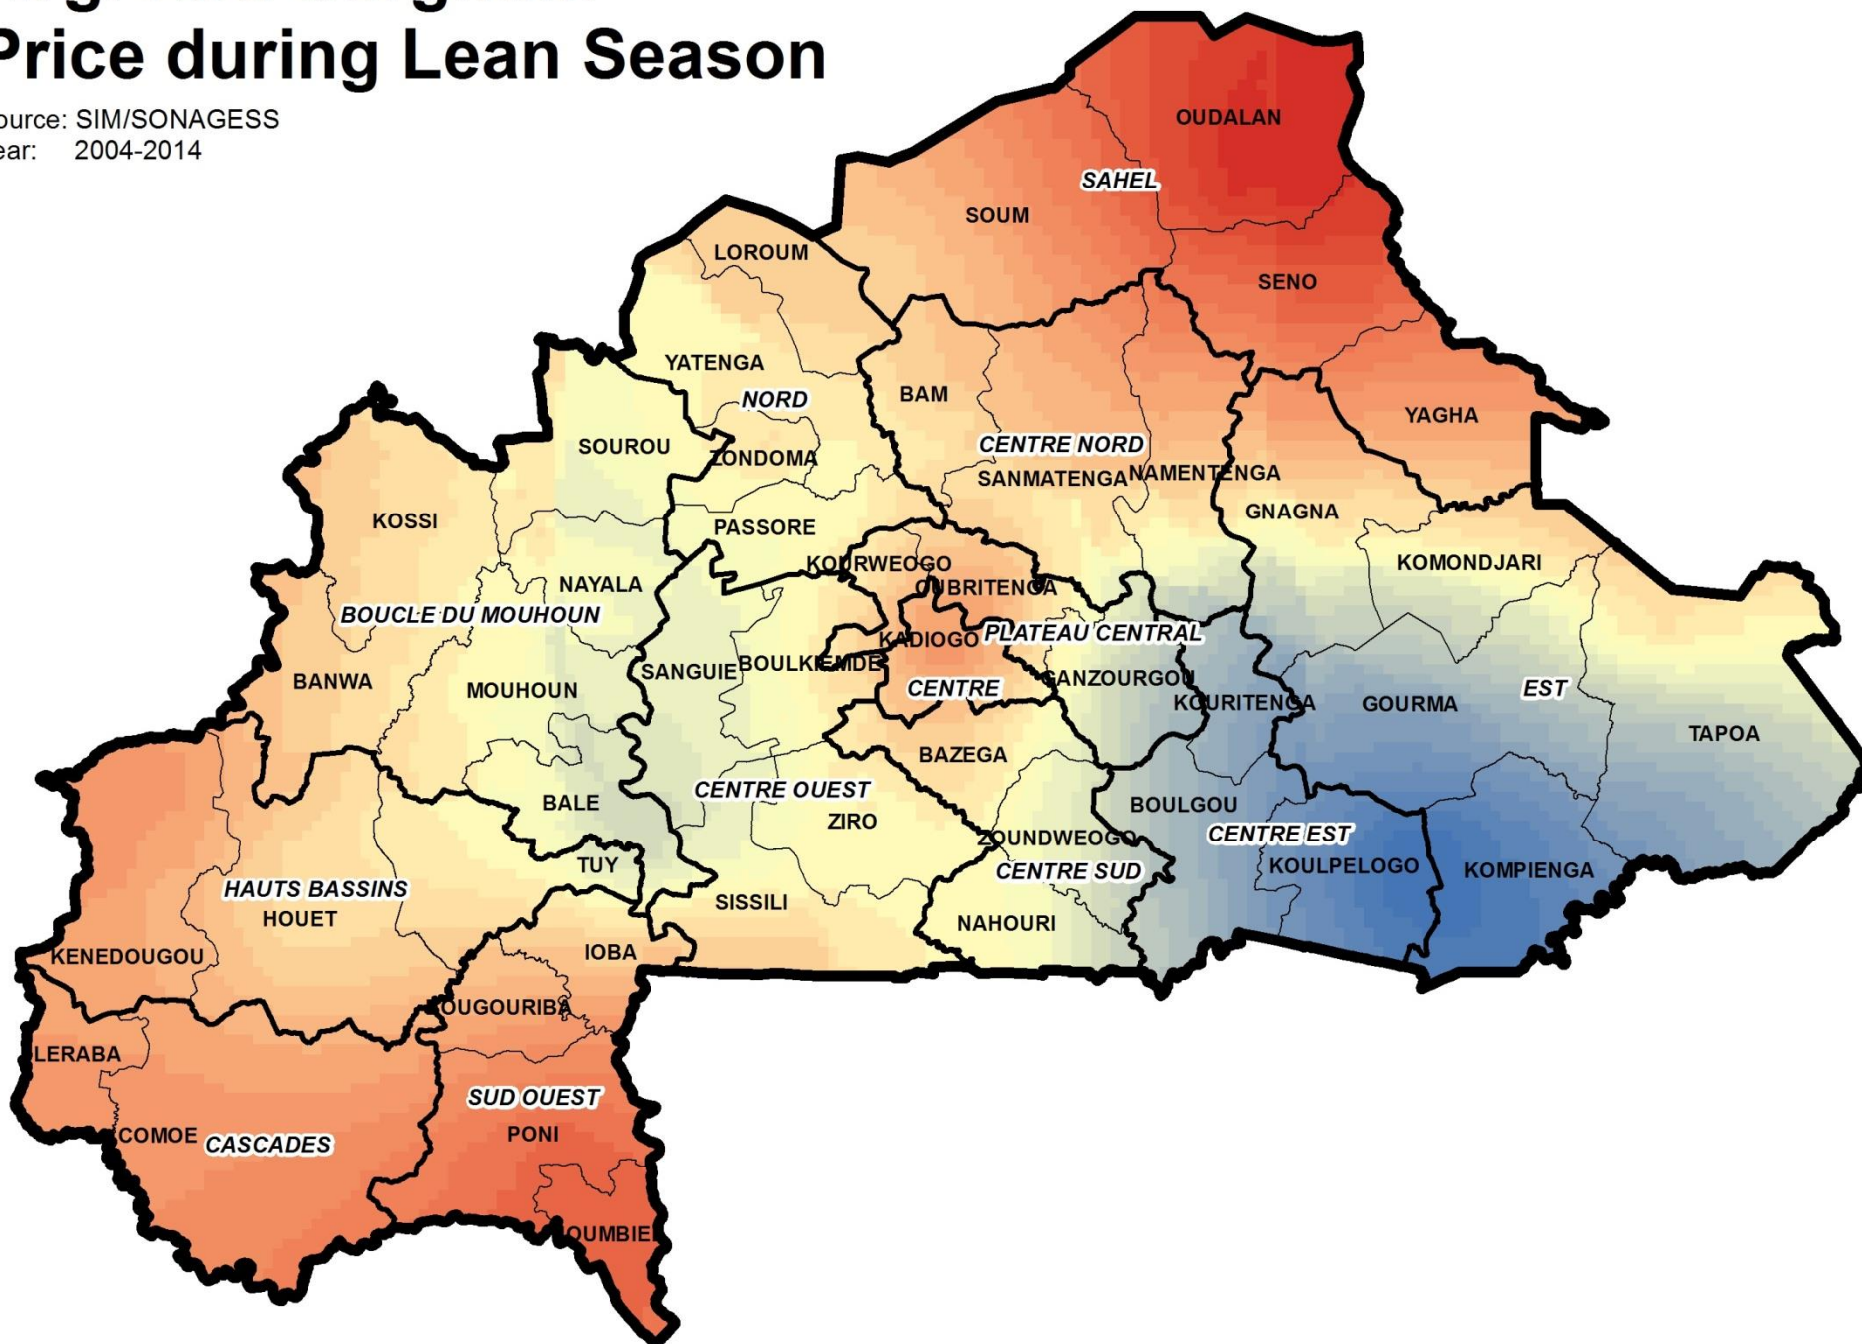 Price during Lean Season
ource: SIM/SONAGESS
ear: 2004-2014
OUDALAN
SAHEL
SOUM
LOROUM
SENO
YATENGA
NORD
BAM
YAGHA
SOUROU
ZONDOMA
CENTRE NORD
SANMATENGA
NAMENTENGA
KOSSI
PASSORE
GNAGNA
KOURWEOGO
KOMONDJARI
NAYALA
OUBRITENGA
BOUCLE DU MOUHOUN
KADIOGO
PLATEAU CENTRAL
BANWA
MOUHOUN
SANGUIE
BOULKIEMDE
CENTRE
GANZOURGOU
KOURITENGA
GOURMA
EST
TAPOA
BAZEGA
CENTRE OUEST
BALE
ZIRO
BOULGOU
ZOUNDWEOGO
CENTRE EST
TUY
CENTRE SUD
KOULPELOGO
KOMPIENGA
HAUTS BASSINS
HOUET
SISSILI
NAHOURI
KENEDOUGOU
IOBA
OUGOURIBA
LERABA
SUD OUEST
COMOE
CASCADES
PONI
OUMBIE